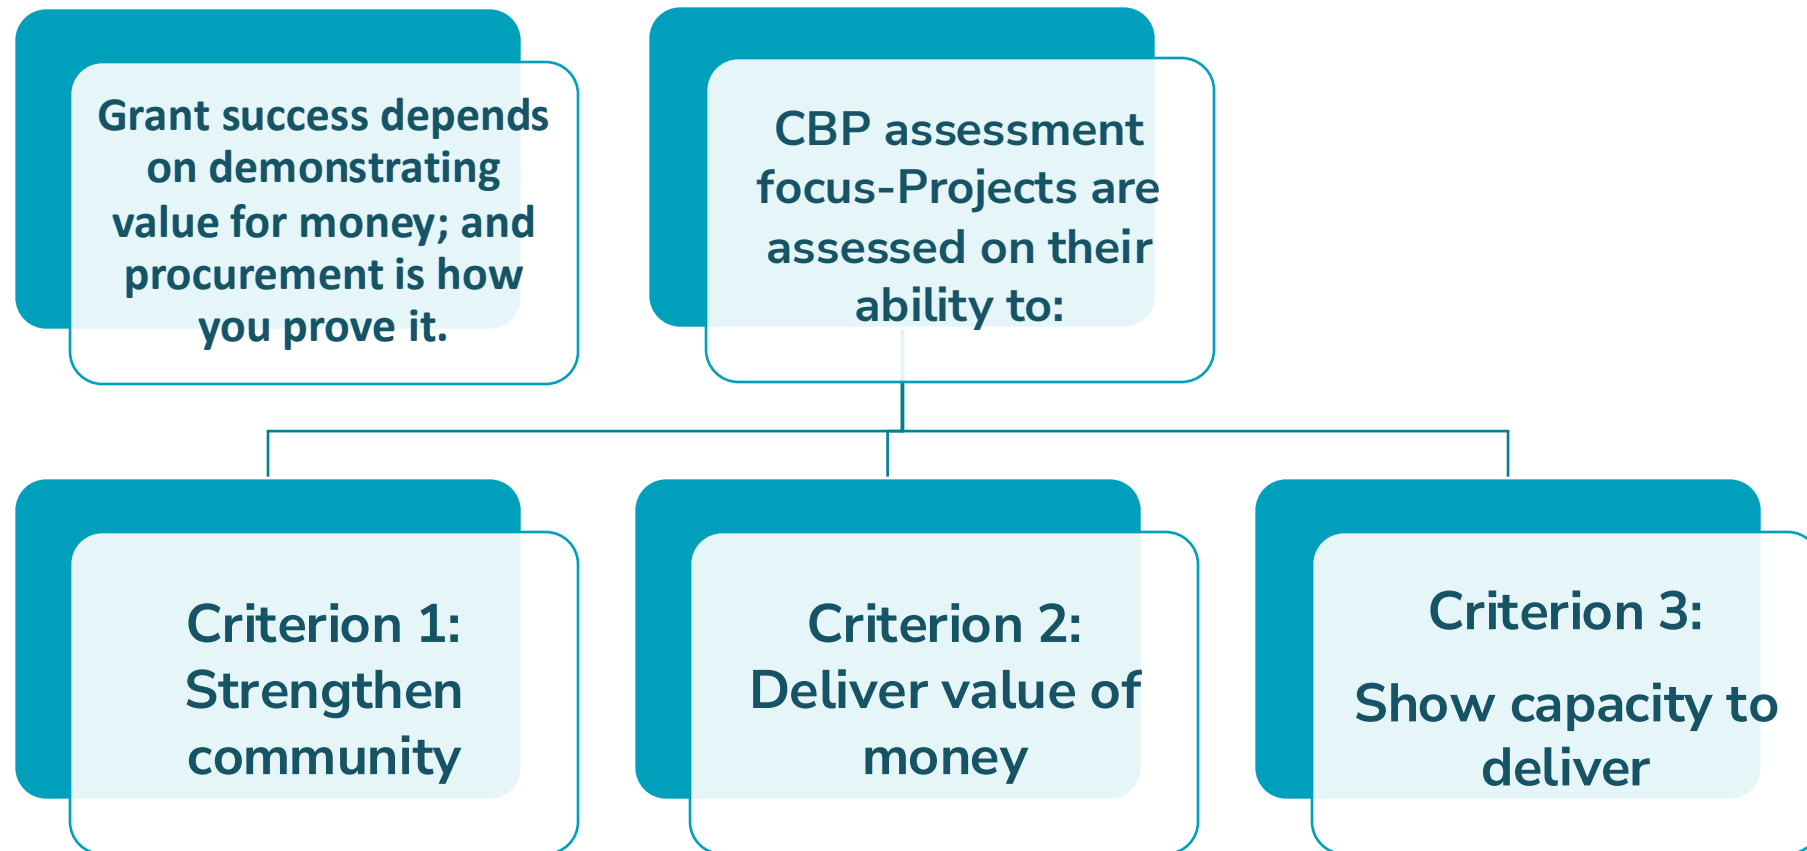 Grant success depends
on demonstrating
value for money; and
procurement is how
you prove it.
CBP assessment
focus-Projects are
assessed on their
ability to:
Criterion 1:
Strengthen
community
Criterion 2:
Deliver value of
money
Criterion 3:
Show capacity to
deliver